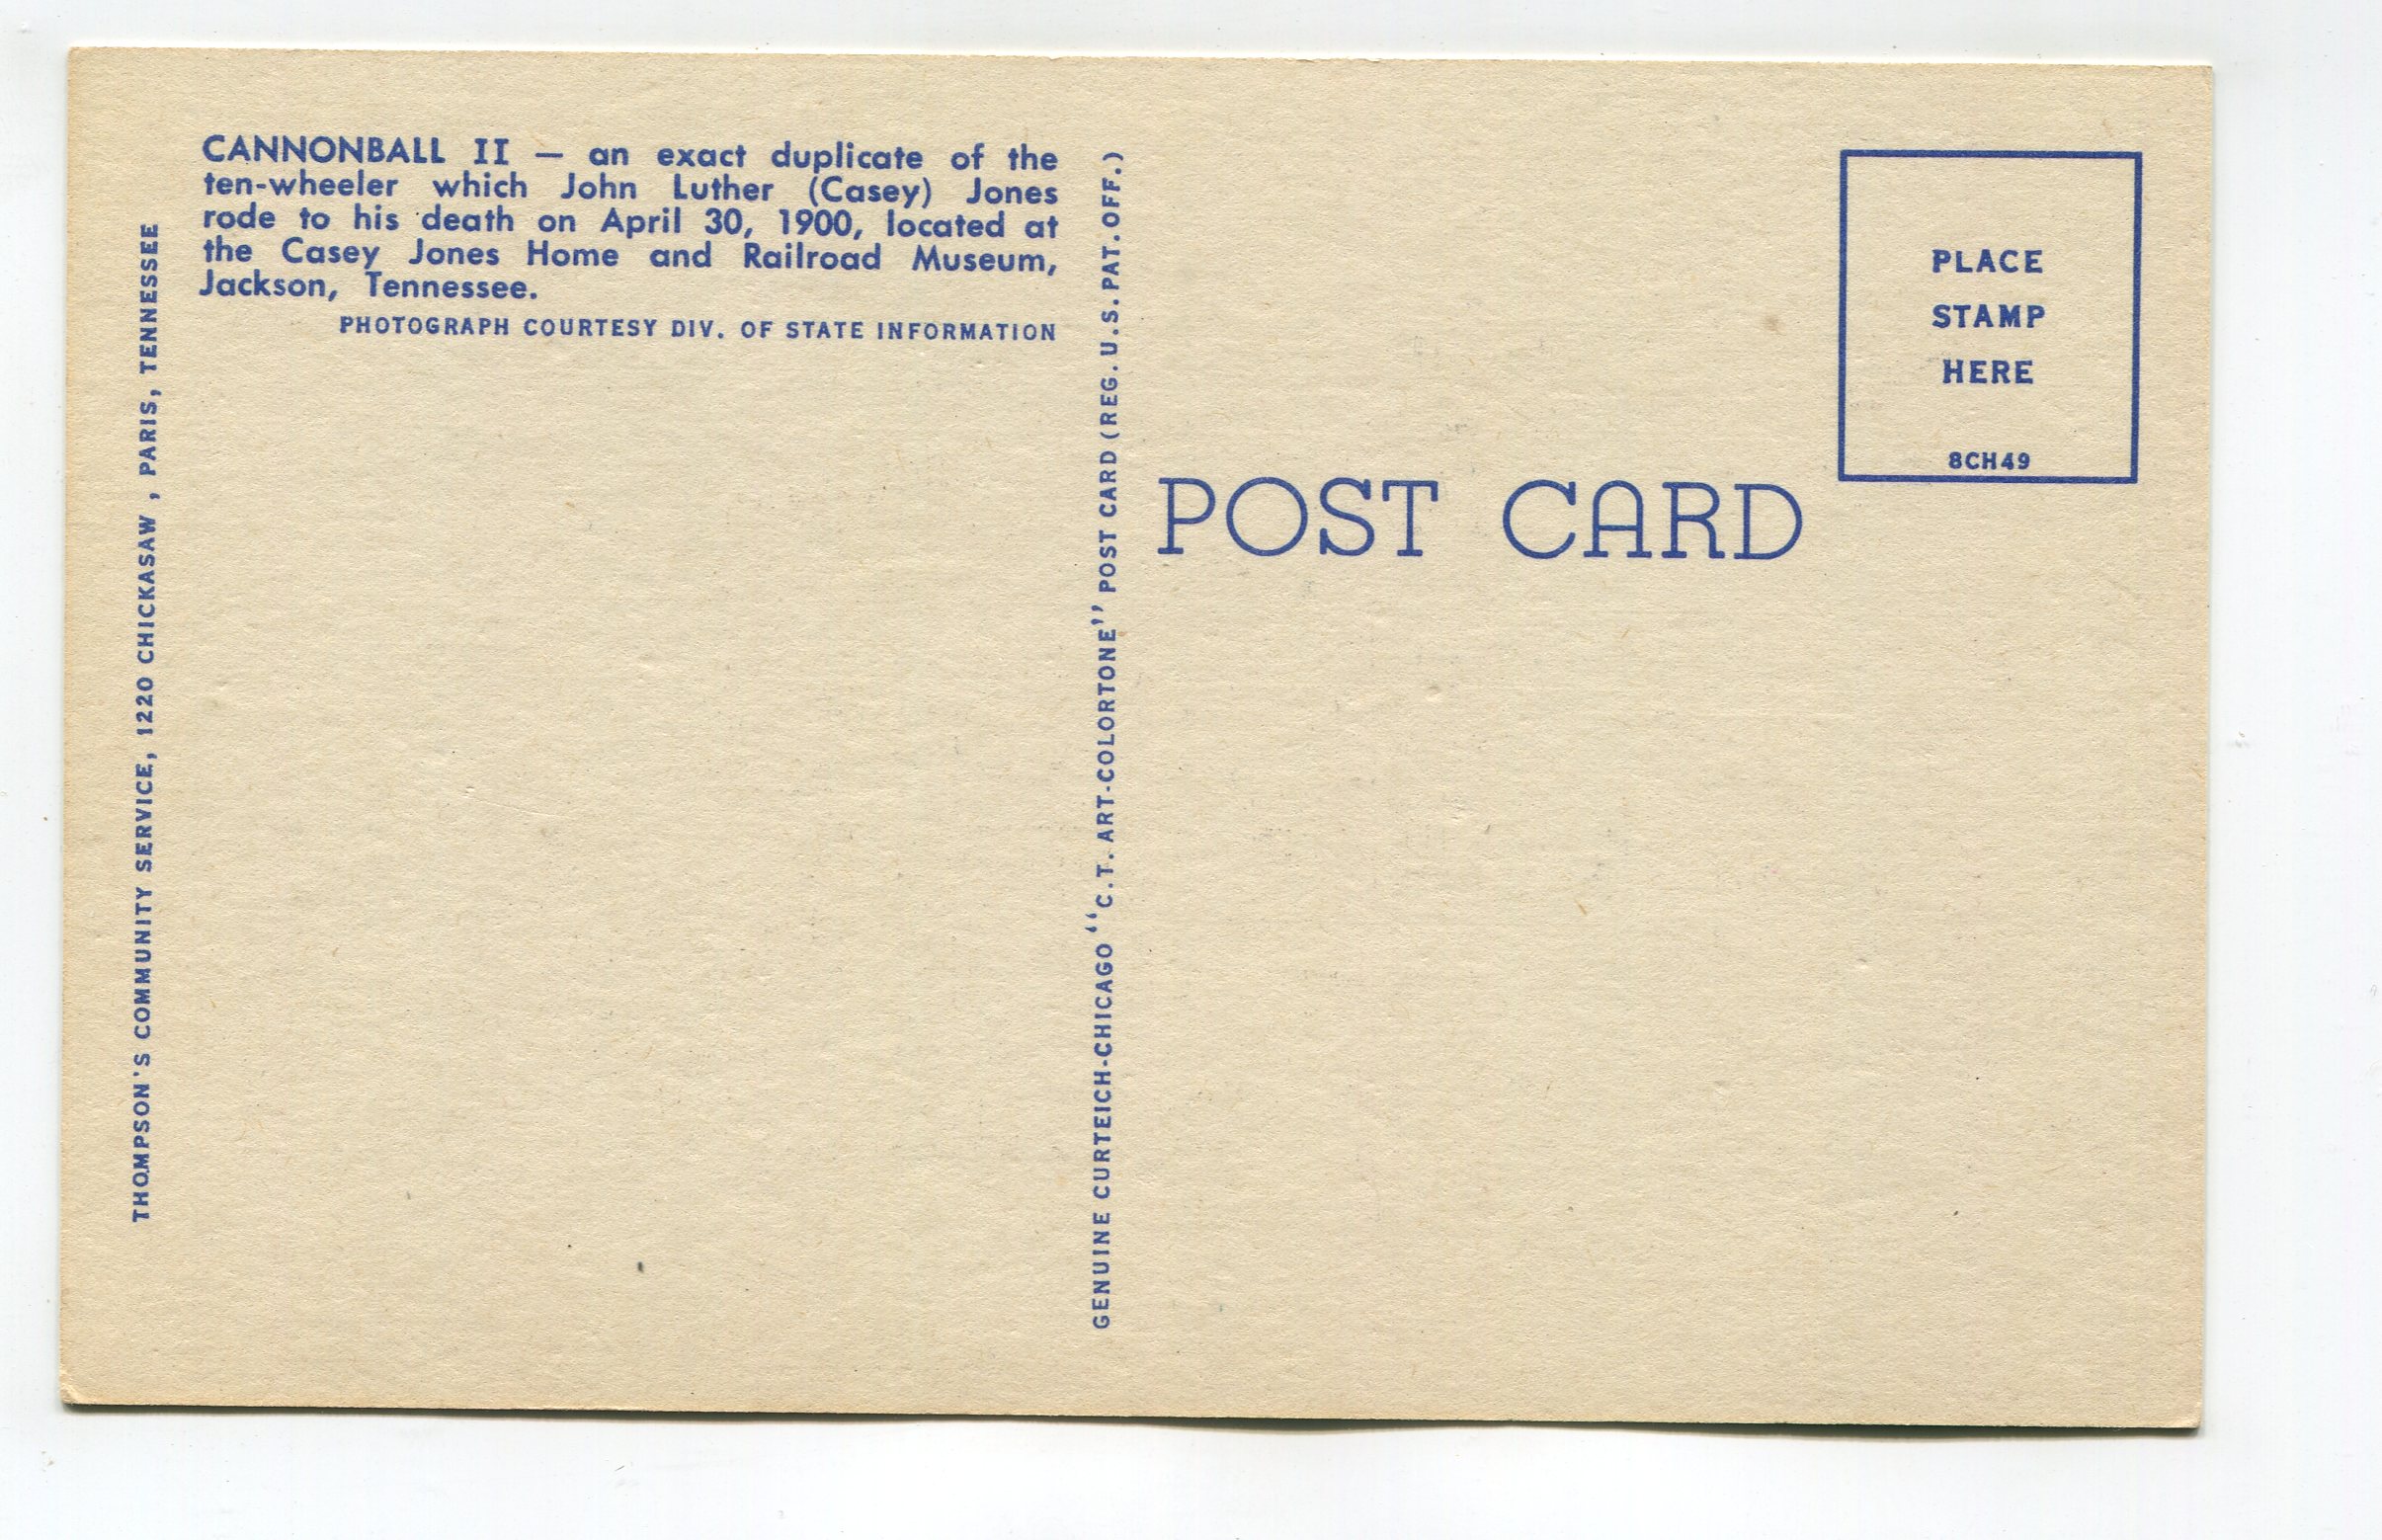 CANNONBALL II — an exact duplicate of the
ten-wheeler which John Luther (Casey) Jones
rode to his death on April 30, 1900, located at
the Casey Jones Home and Railroad Museum,
Jackson, Tennessee.
PHOTOGRAPH COURTESY DIV. OF STATE INFORMATION
THOMPSON'S COMMUNITY SERVICE, 1220 CHICKASAW , PARIS, TENNESSEE
GENUINE CURTEICH-CHICAGO "C.T. ART-COLORTONE" POST CARD (REG. U.S. PAT. OFF.)
POST CARD
PLACE
STAMP
HERE
8CH49